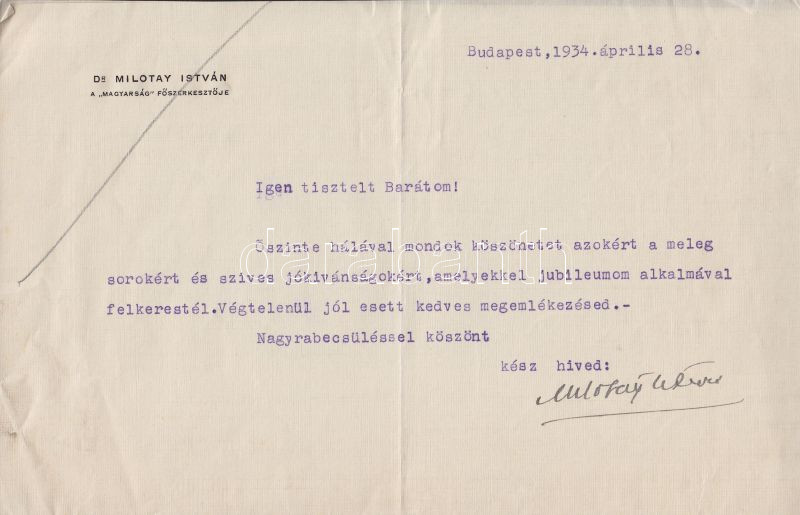 Budapest,1934.április 28.
Dr MILOTAY ISTVÁN
A „MAGYARSÁG" FŐSZERKESZTŐJE
Igen tisztelt Barátom!
Őszinte hálával mondok köszönetet azokért a meleg
sorokért és szives jókivánságokért,amelyekkel jubileumom alkalmával
felkerestél.Végtelenül jól esett kedves megemlékezésed.-
Nagyrabecsüléssel köszönt
kész hived:
Milotay István
darabanth